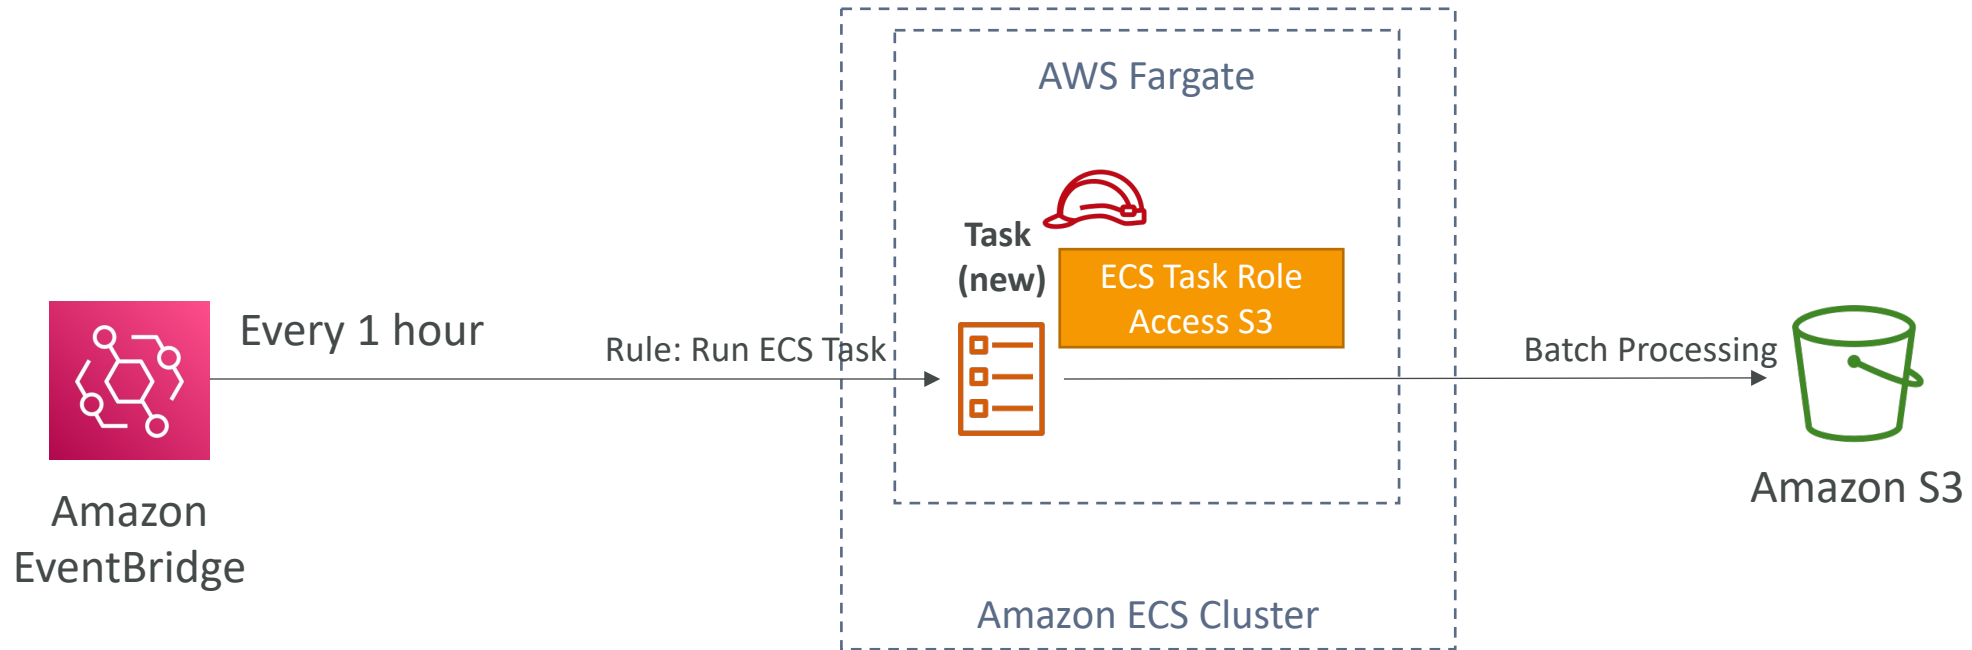 AWS Fargate
Task
(new)
ECS Task Role
Access S3
Every 1 hour
Rule: Run ECS Task
Batch Processing
Amazon
EventBridge
Amazon S3
Amazon ECS Cluster